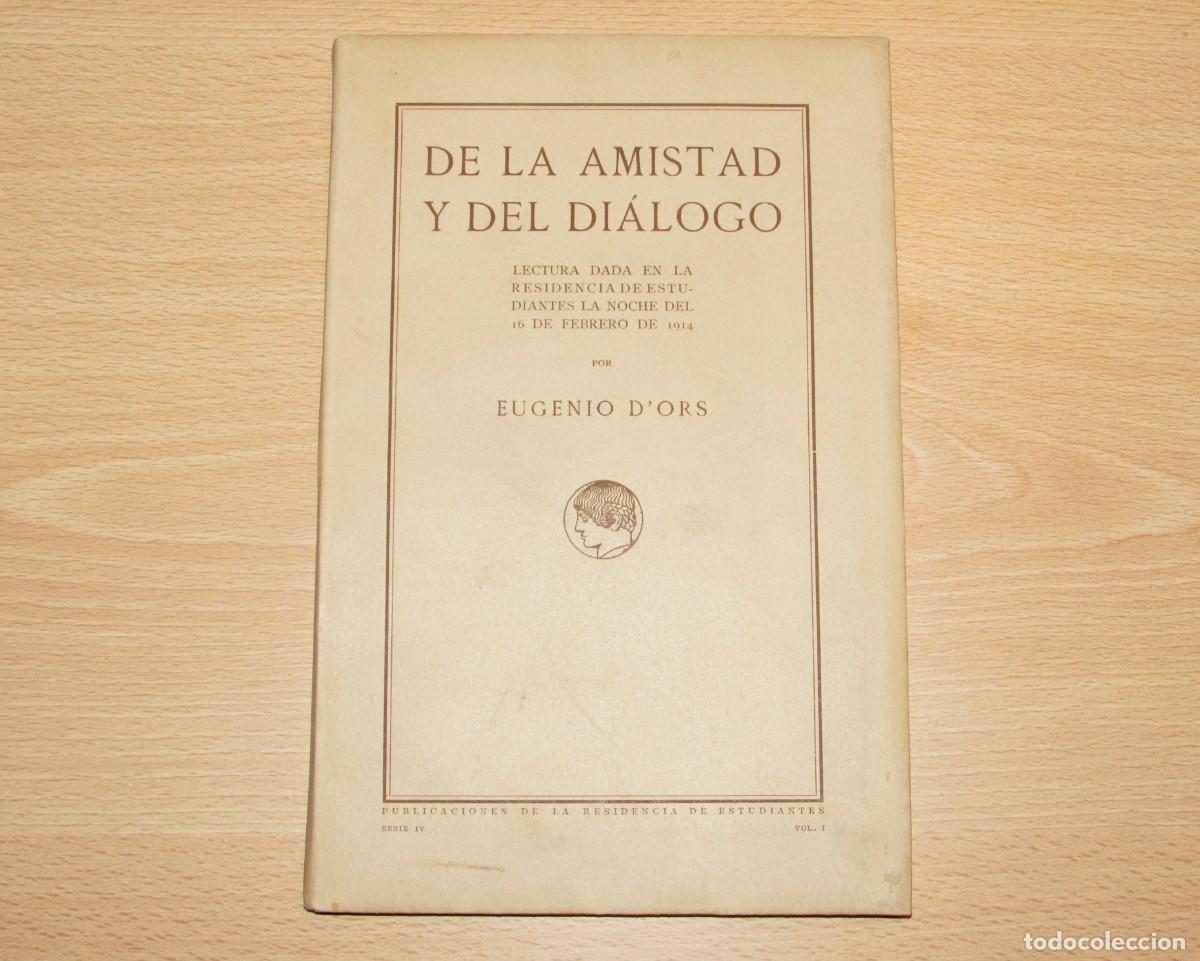 DE LA AMISTAD
Y DEL DIÁLOGO
LECTURA DADA EN LA
RESIDENCIA DE ESTU-
DIANTES LA NOCHE DEL
16 DE FEBRERO DE 1914
POR
EUGENIO D'ORS
PUBLICACIONES DE LA RESIDENCIA DE ESTUDIANTES
SERIE IV VOL. I
todocoleccion